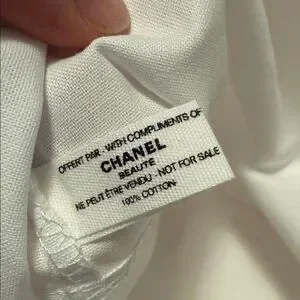 OFFERT PAR - WITH COMPLIMENTS OF
CHANEL
BEAUTÉ
NE PEUT ÊTRE VENDU - NOT FOR SALE
100% COTTON